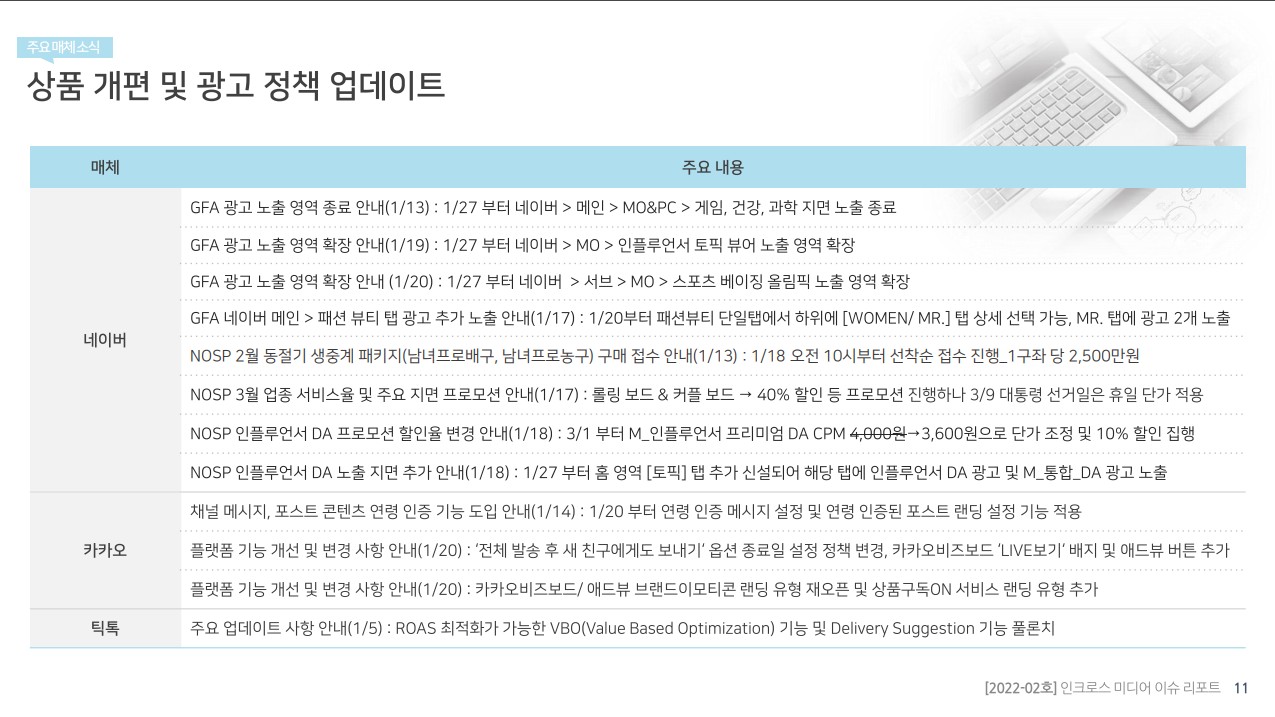 주요 매체 소식
상품 개편 및 광고 정책 업데이트
매체
주요 내용
네이버
GFA 광고 노출 영역 종료 안내(1/13) : 1/27 부터 네이버 > 메인 > MO&PC > 게임, 건강, 과학 지면 노출 종료
GFA 광고 노출 영역 확장 안내(1/19) : 1/27 부터 네이버 > MO > 인플루언서 토픽 뷰어 노출 영역 확장
GFA 광고 노출 영역 확장 안내 (1/20) : 1/27 부터 네이버 > 서브 > MO > 스포츠 베이징 올림픽 노출 영역 확장
GFA 네이버 메인 > 패션 뷰티 탭 광고 추가 노출 안내(1/17) : 1/20부터 패션뷰티 단일탭에서 하위에 [WOMEN/ MR.] 탭 상세 선택 가능, MR. 탭에 광고 2개 노출
NOSP 2월 동절기 생중계 패키지(남녀프로배구, 남녀프로농구) 구매 접수 안내(1/13) : 1/18 오전 10시부터 선착순 접수 진행_1구좌 당 2,500만원
NOSP 3월 업종 서비스율 및 주요 지면 프로모션 안내(1/17) : 롤링 보드 & 커플 보드 → 40% 할인 등 프로모션 진행하나 3/9 대통령 선거일은 휴일 단가 적용
NOSP 인플루언서 DA 프로모션 할인율 변경 안내(1/18) : 3/1 부터 M_인플루언서 프리미엄 DA CPM 4,000원→3,600원으로 단가 조정 및 10% 할인 집행
NOSP 인플루언서 DA 노출 지면 추가 안내(1/18) : 1/27 부터 홈 영역 [토픽] 탭 추가 신설되어 해당 탭에 인플루언서 DA 광고 및 M_통합_DA 광고 노출
카카오
채널 메시지, 포스트 콘텐츠 연령 인증 기능 도입 안내(1/14) : 1/20 부터 연령 인증 메시지 설정 및 연령 인증된 포스트 랜딩 설정 기능 적용
플랫폼 기능 개선 및 변경 사항 안내(1/20) : ‘전체 발송 후 새 친구에게도 보내기’ 옵션 종료일 설정 정책 변경, 카카오비즈보드 ‘LIVE보기’ 배지 및 애드뷰 버튼 추가
플랫폼 기능 개선 및 변경 사항 안내(1/20) : 카카오비즈보드/ 애드뷰 브랜드이모티콘 랜딩 유형 재오픈 및 상품구독ON 서비스 랜딩 유형 추가
틱톡
주요 업데이트 사항 안내(1/5) : ROAS 최적화가 가능한 VBO(Value Based Optimization) 기능 및 Delivery Suggestion 기능 풀론치
[2022-02호] 인크로스 미디어 이슈 리포트 11